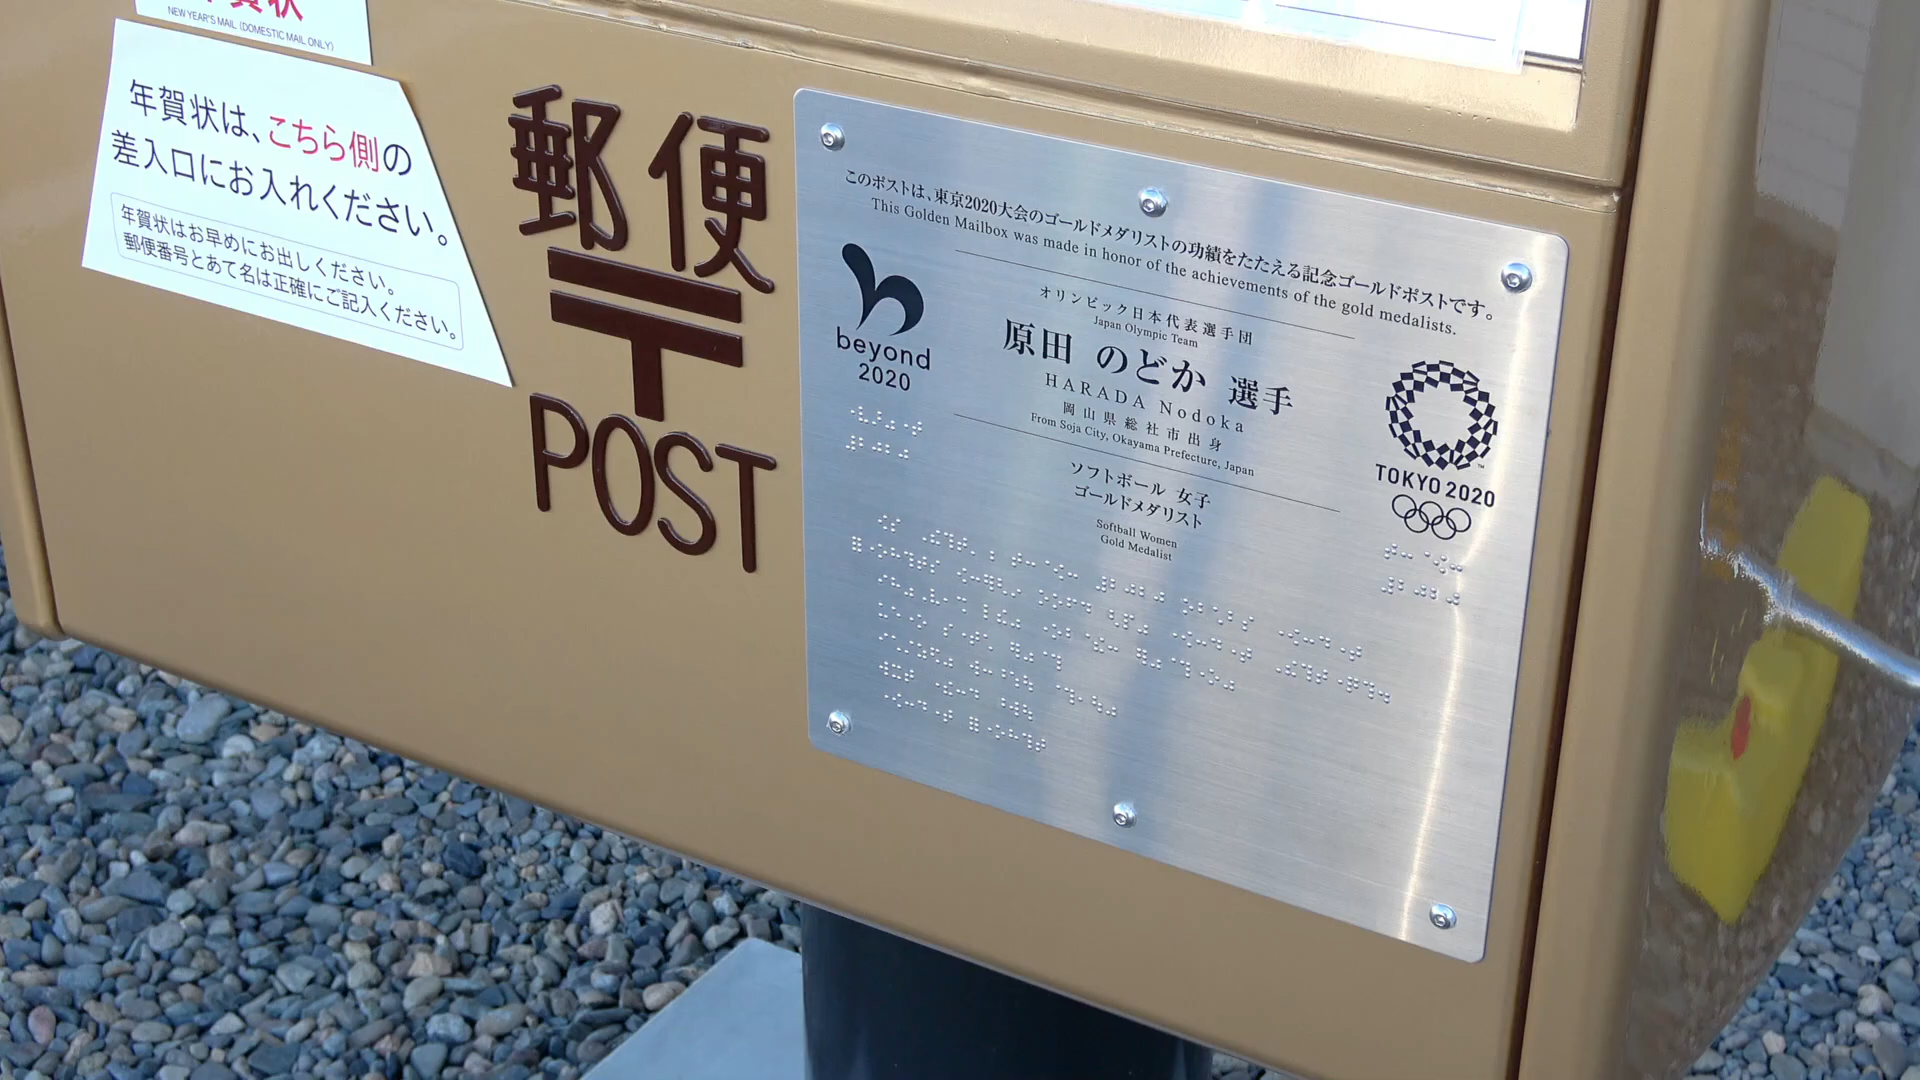 NEW YEAR'S MAIL (DOMESTIC MAIL ONLY)
年賀状は、こちら側の
差入口にお入れください。
年賀状はお早めにお出しください。
郵便番号とあて名は正確にご記入ください。
郵便
〒
POST
このポストは、東京2020大会のゴールドメダリストの功績をたたえる記念ゴールドポストです。
This Golden Mailbox was made in honor of the achievements of the gold medalists.
beyond
2020
オリンピック日本代表選手団
Japan Olympic Team
原田 のどか 選手
HARADA Nodoka
岡山県総社市出身
From Soja City, Okayama Prefecture, Japan
ソフトボール 女子
ゴールドメダリスト
Softball Women
Gold Medalist
TOKYO 2020